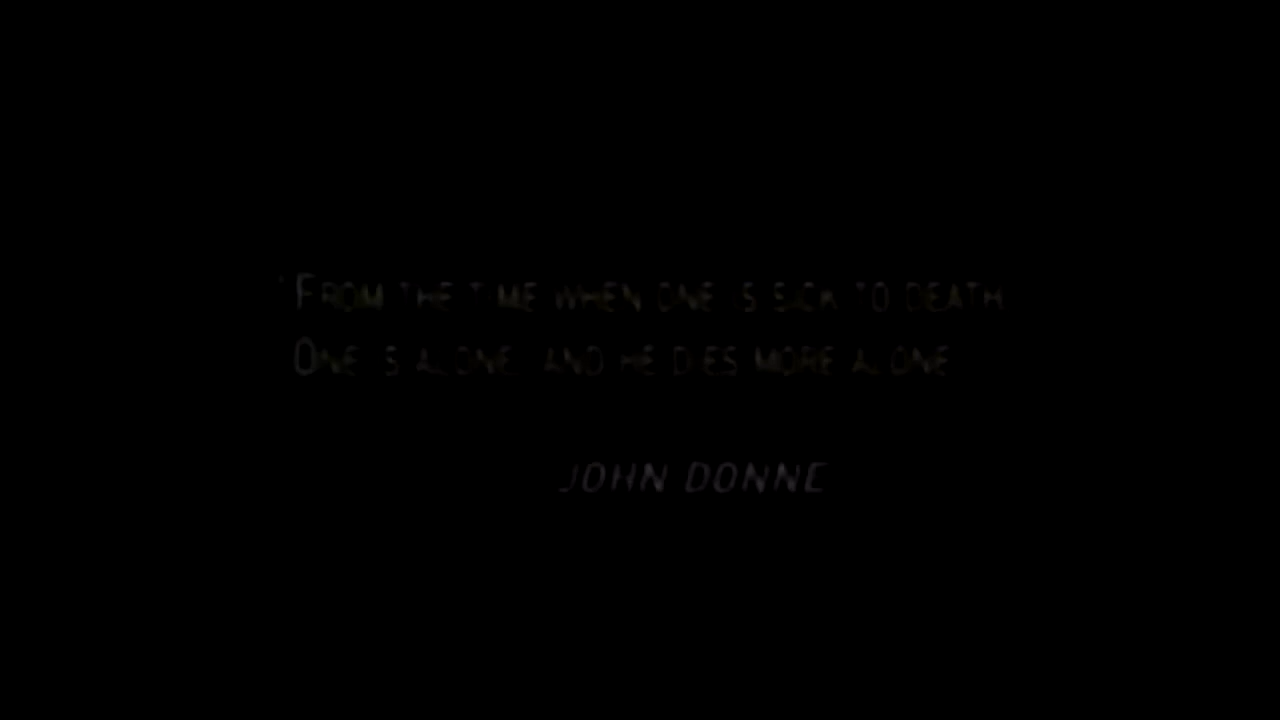 "FROM THE TIME WHEN ONE IS SICK TO DEATH
ONE IS ALONE, AND HE DIES MORE ALONE
JOHN DONNE